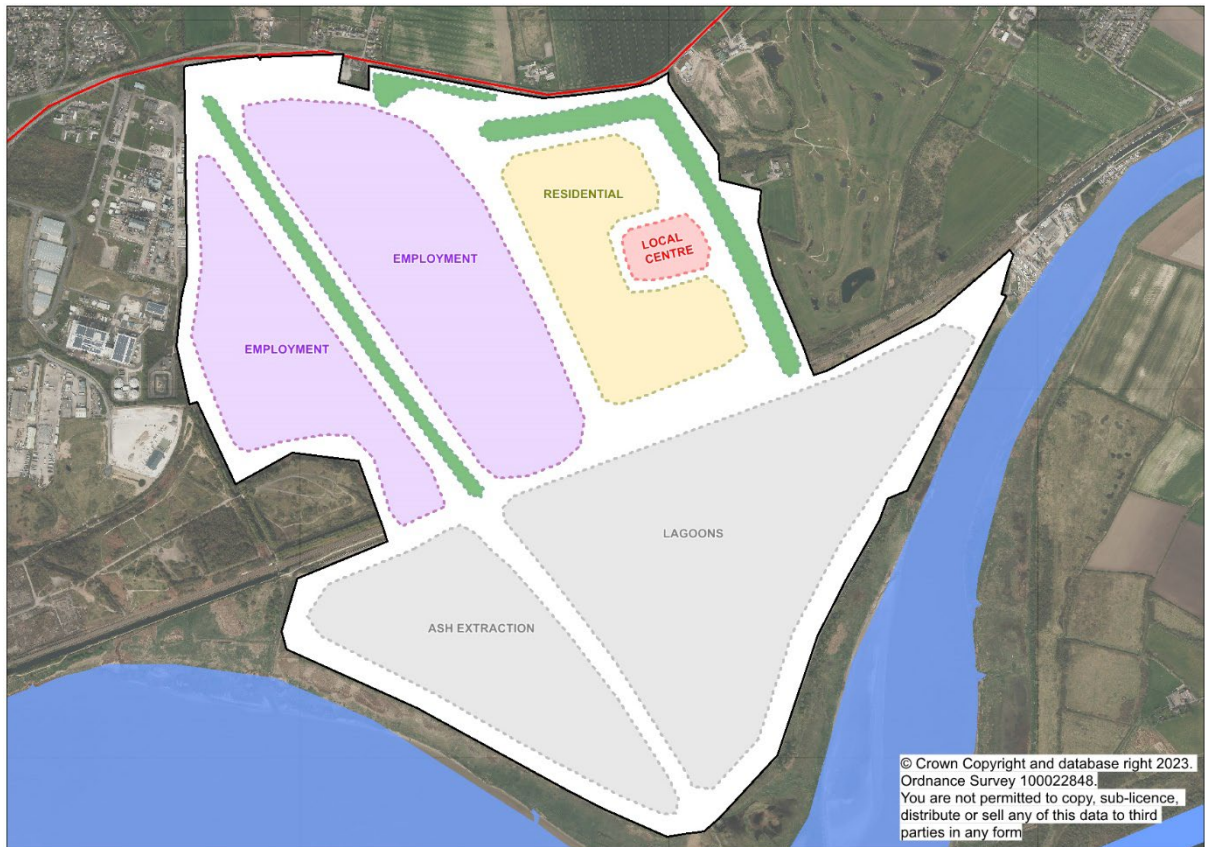 RESIDENTIAL
LOCAL
CENTRE
EMPLOYMENT
EMPLOYMENT
LAGOONS
ASH EXTRACTION
© Crown Copyright and database right 2023.
Ordnance Survey 100022848.
You are not permitted to copy, sub-licence,
distribute or sell any of this data to third
parties in any form